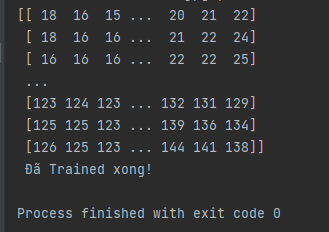 [[ 18 16 15 ... 20 21 22]
[ 18 16 16 ... 21 22 24]
[ 16 16 16 ... 22 22 25]
...
[123 124 123 ... 132 131 129]
[125 125 123 ... 139 136 134]
[126 125 123 ... 144 141 138]]
Đã Trained xong!
Process finished with exit code 0